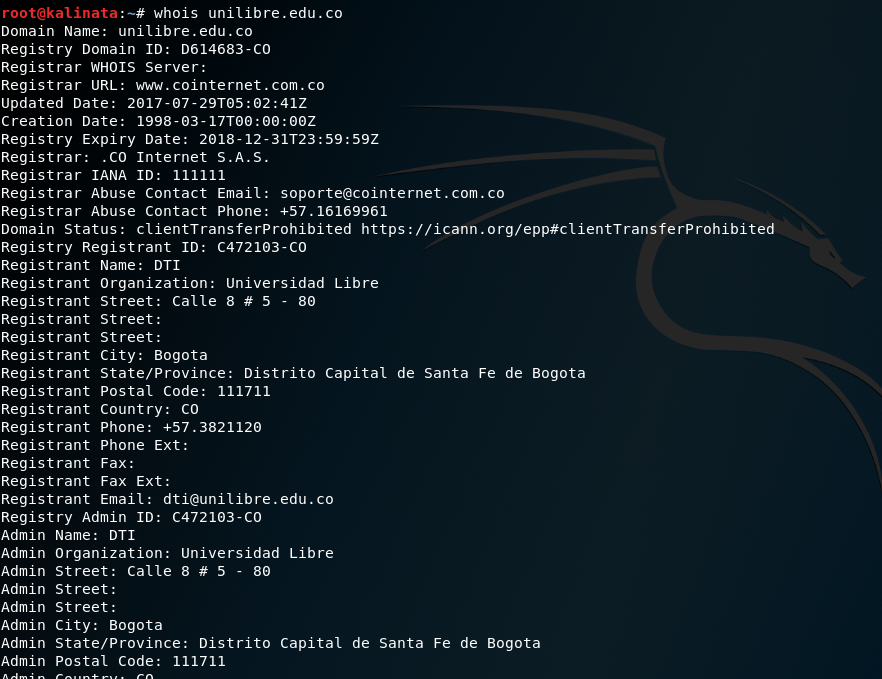 root@kalinata:~# whois unilibre.edu.co
Domain Name: unilibre.edu.co
Registry Domain ID: D614683-CO
Registrar WHOIS Server:
Registrar URL: www.cointernet.com.co
Updated Date: 2017-07-29T05:02:41Z
Creation Date: 1998-03-17T00:00:00Z
Registry Expiry Date: 2018-12-31T23:59:59Z
Registrar: .CO Internet S.A.S.
Registrar IANA ID: 111111
Registrar Abuse Contact Email: soporte@cointernet.com.co
Registrar Abuse Contact Phone: +57.16169961
Domain Status: clientTransferProhibited https://icann.org/epp#clientTransferProhibited
Registry Registrant ID: C472103-CO
Registrant Name: DTI
Registrant Organization: Universidad Libre
Registrant Street: Calle 8 # 5 - 80
Registrant Street:
Registrant Street:
Registrant City: Bogota
Registrant State/Province: Distrito Capital de Santa Fe de Bogota
Registrant Postal Code: 111711
Registrant Country: CO
Registrant Phone: +57.3821120
Registrant Phone Ext:
Registrant Fax:
Registrant Fax Ext:
Registrant Email: dti@unilibre.edu.co
Registry Admin ID: C472103-CO
Admin Name: DTI
Admin Organization: Universidad Libre
Admin Street: Calle 8 # 5 - 80
Admin Street:
Admin Street:
Admin City: Bogota
Admin State/Province: Distrito Capital de Santa Fe de Bogota
Admin Postal Code: 111711
Admin Country: CO